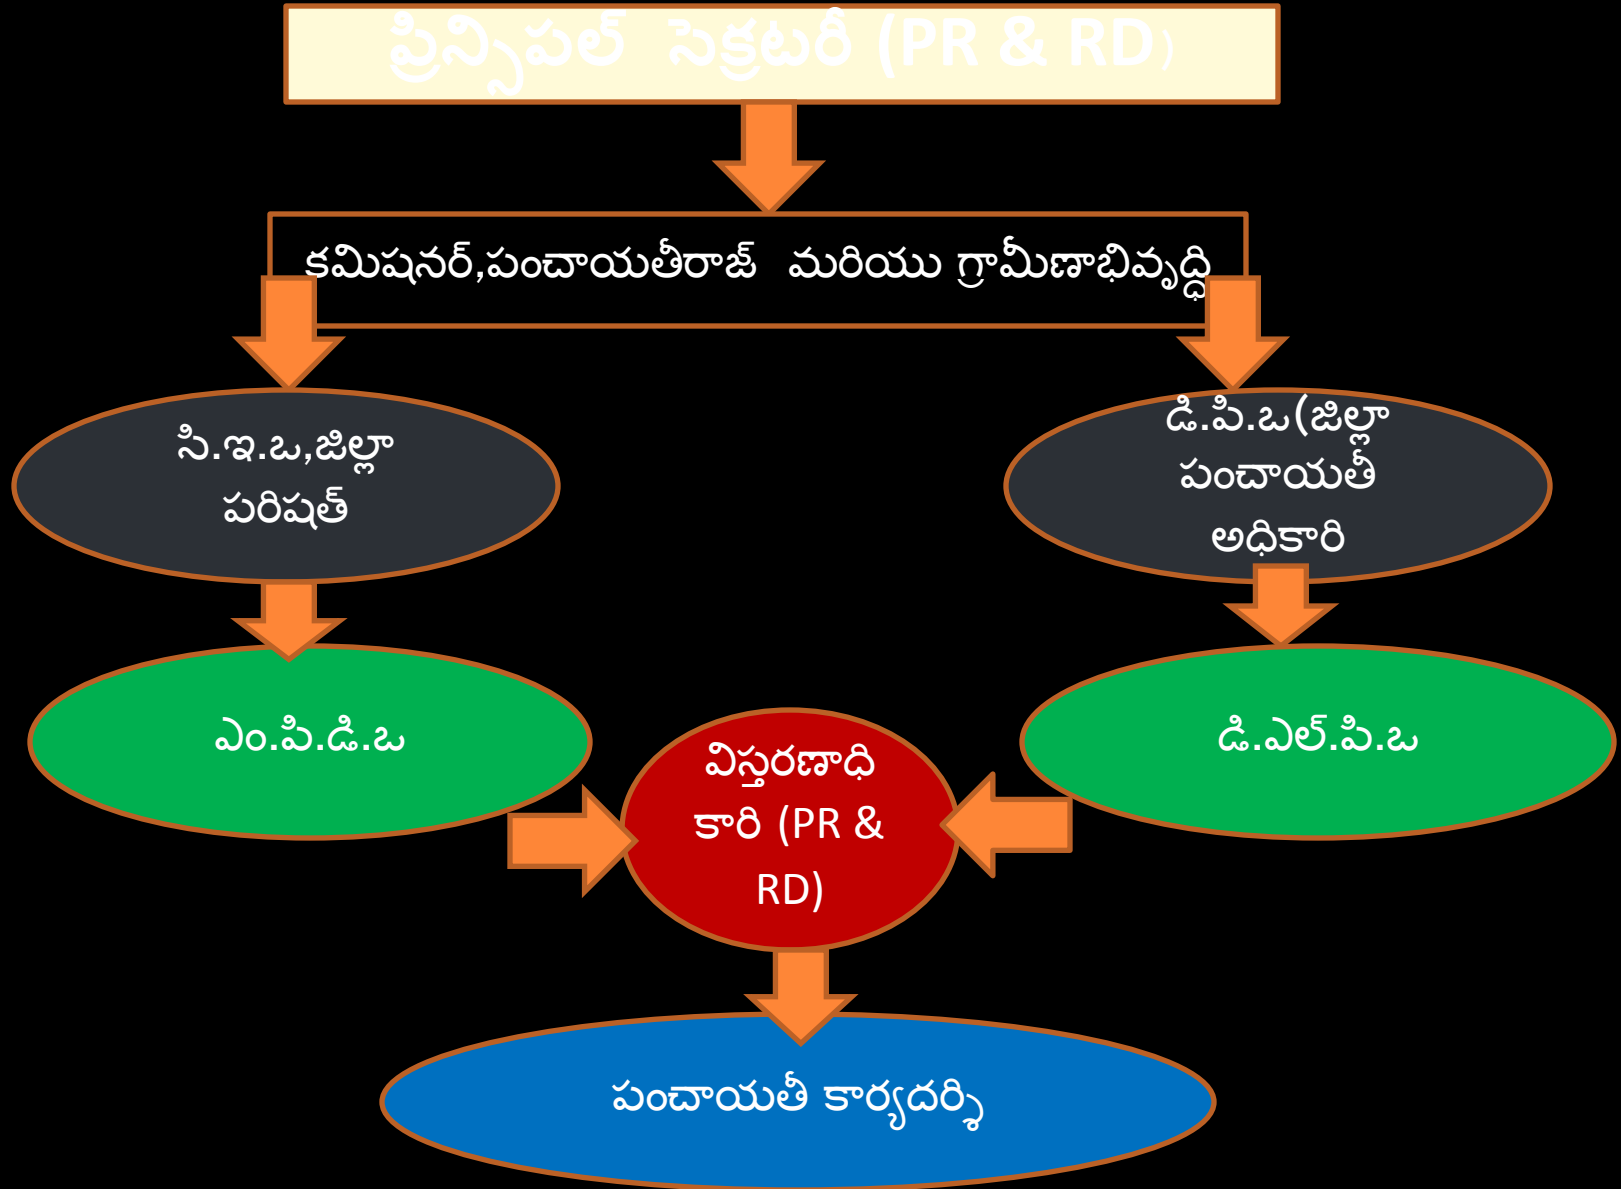 ప్రిన్సిపల్ సెక్రటరీ (PR & RD)
కమిషనర్,పంచాయతీరాజ్ మరియు గ్రామీణాభివృద్ధి
సి.ఇ.ఒ,జిల్లా
పరిషత్
డి.పి.ఒ(జిల్లా
పంచాయతీ
అధికారి
ఎం.పి.డి.ఒ
డి.ఎల్.పి.ఒ
విస్తరణాధి
కారి (PR &
RD)
పంచాయతీ కార్యదర్శి